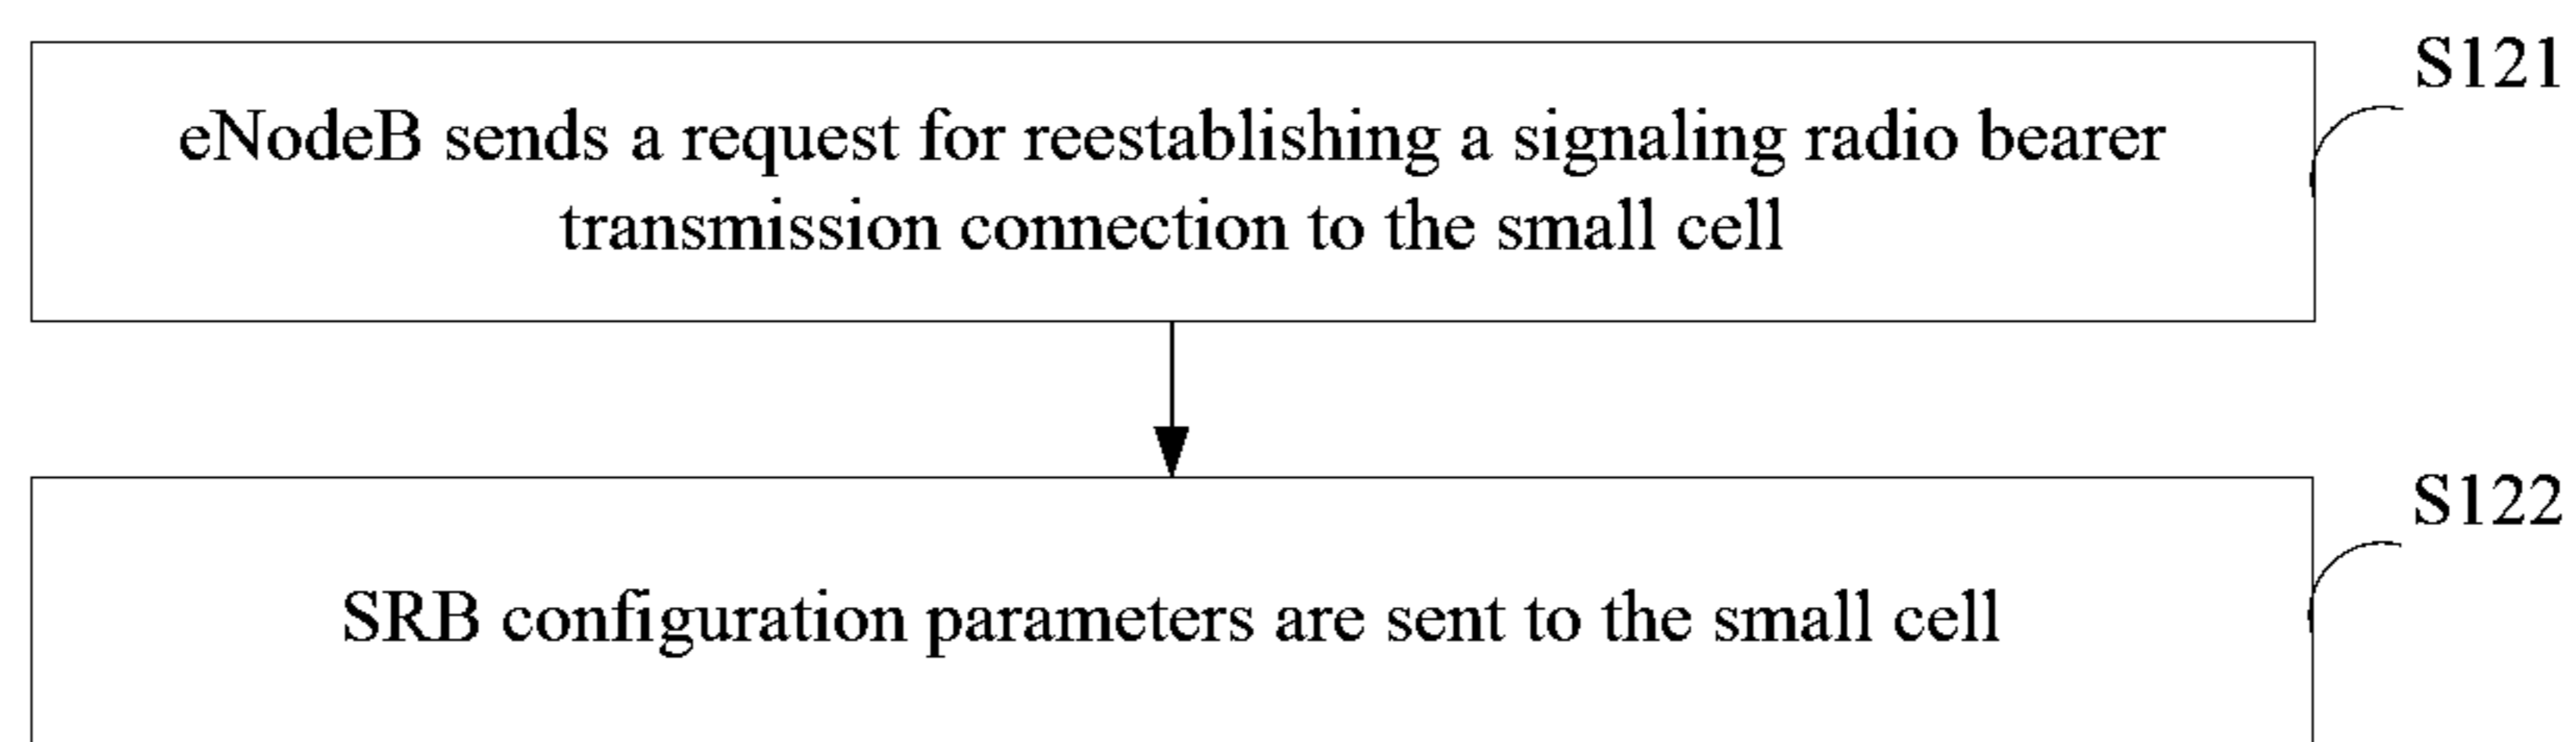 S121
eNodeB sends a request for reestablishing a signaling radio bearer
transmission connection to the small cell
S122
SRB configuration parameters are sent to the small cell